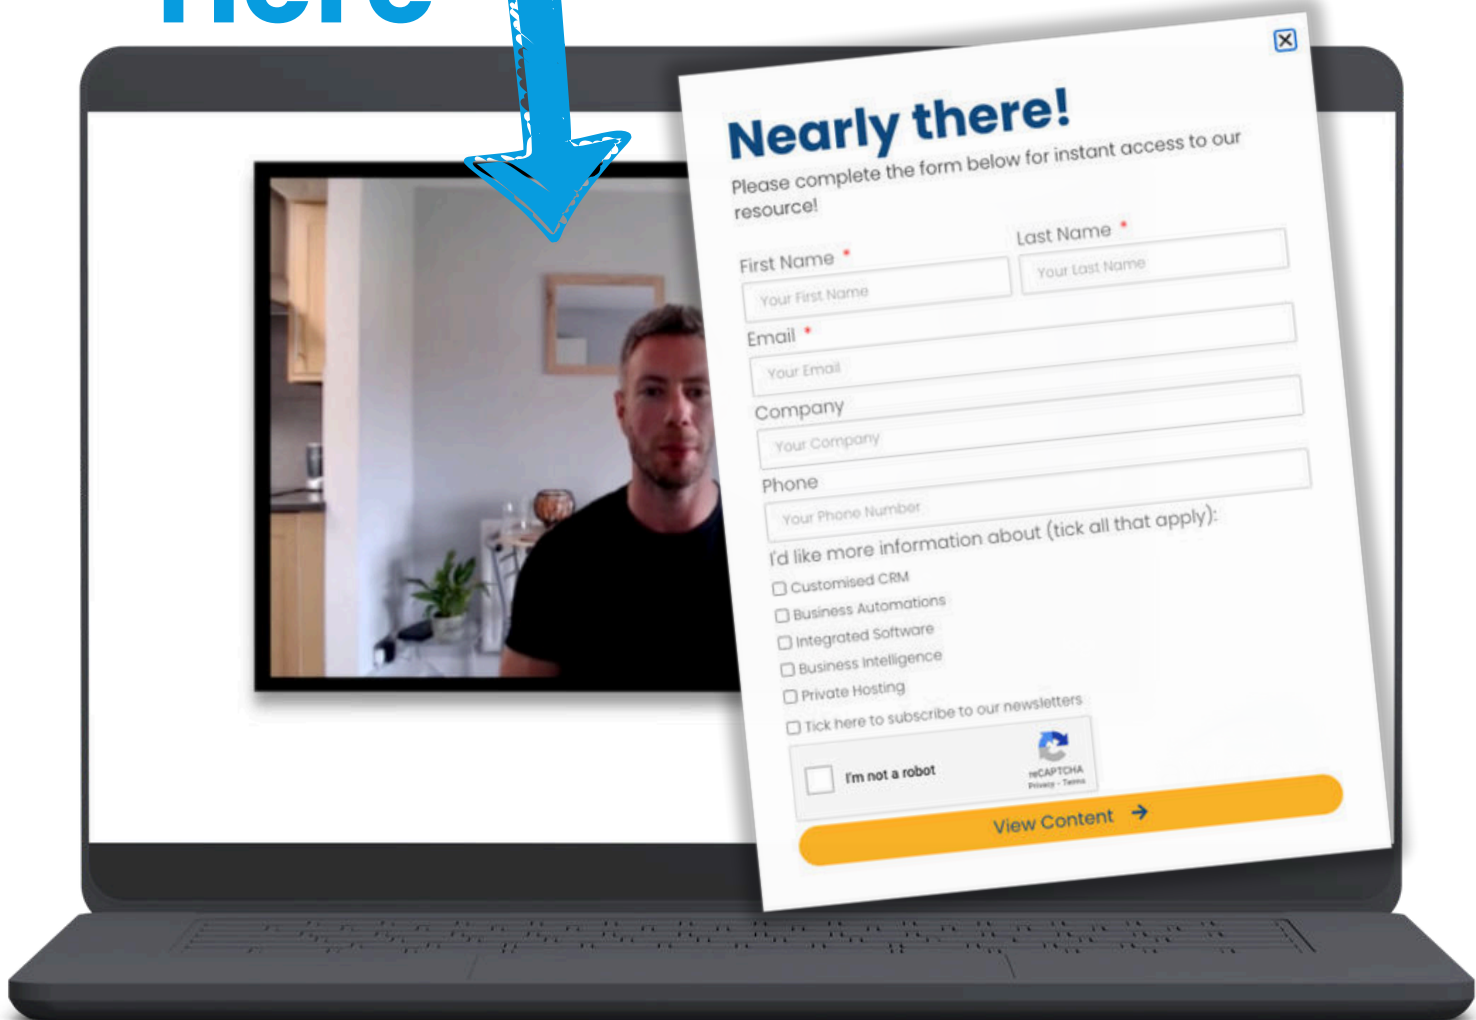 Here
Nearly there!
Please complete the form below for instant access to our
resource!
First Name *
Last Name *
Your First Name
Your Last Name
Email *
Your Email
Company
Your Company
Phone
Your Phone Number
I'd like more information about (tick all that apply):
Customised CRM
Business Automations
Integrated Software
Business Intelligence
Private Hosting
Tick here to subscribe to our newsletters
I'm not a robot
reCAPTCHA
Privacy - Terms
View Content →